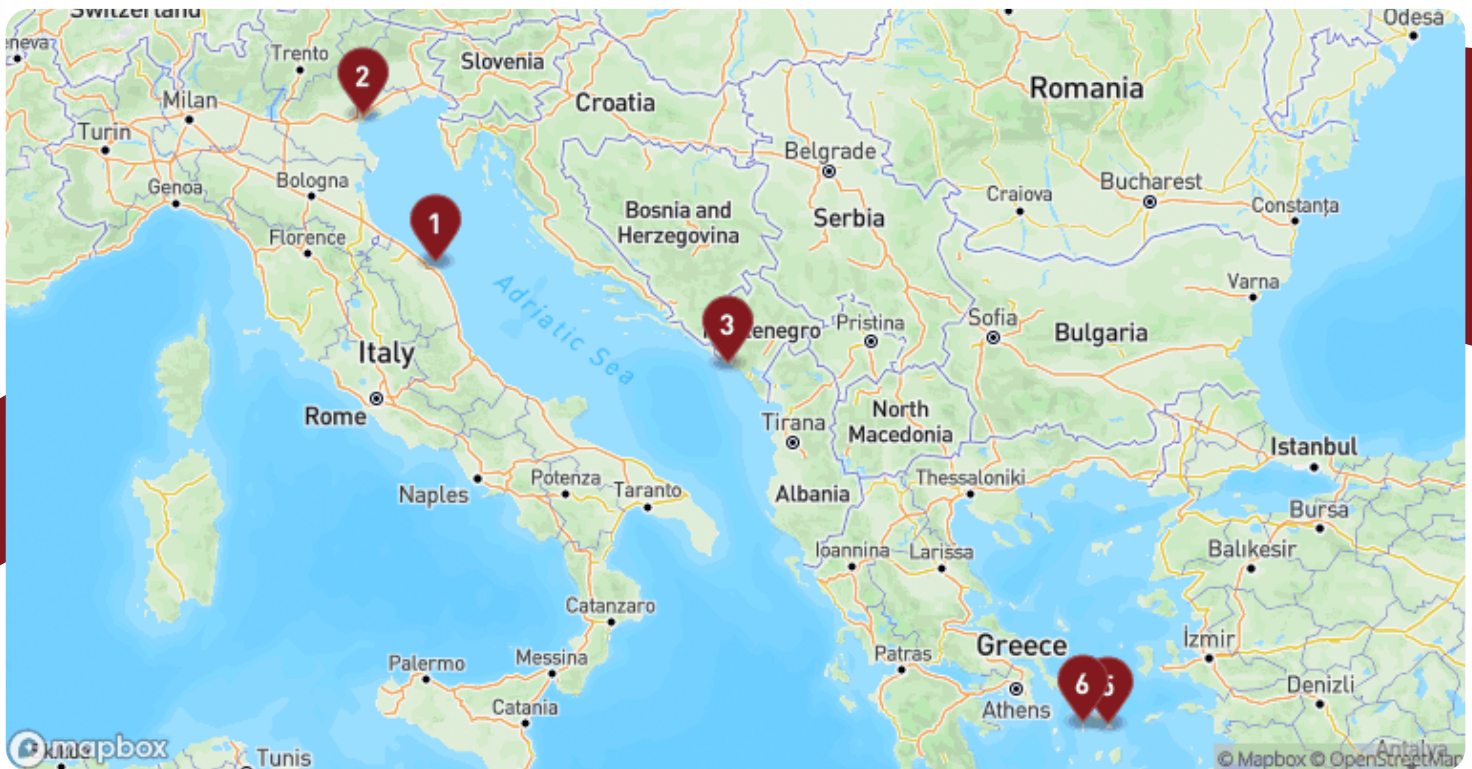 Switzerland
Odesa
eneva
Trento
Slovenia
2
Milan
Croatia
Romania
Turin
Belgrade
Genoa
Bologna
Craiova
Bucharest
Constanța
Bosnia and
Herzegovina
Serbia
1
Florence
Varna
Adriatic Sea
3
tenegro
Pristina
Sofia
Bulgaria
Italy
Rome
Tirana
North
Macedonia
Istanbul
Naples
Potenza
Taranto
Albania
Thessaloniki
Bursa
Ioannina
Larissa
Balıkesir
Catanzaro
Greece
İzmir
Palermo
Messina
Patras
6
5
Denizli
Catania
Athens
mapbox
Tunis
Antalya
© Mapbox © OpenStreetMap